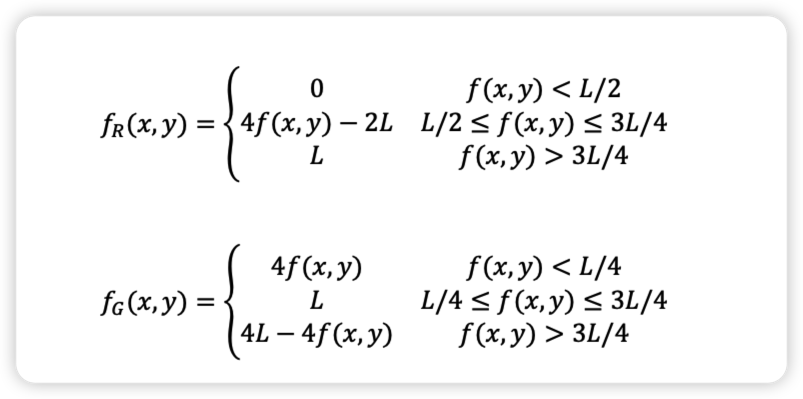 0 f(x,y) < L/2
f_R(x,y) = { 4f(x,y) − 2L L/2 ≤ f(x,y) ≤ 3L/4
L f(x,y) > 3L/4
4f(x,y) f(x,y) < L/4
f_G(x,y) = { L L/4 ≤ f(x,y) ≤ 3L/4
4L − 4f(x,y) f(x,y) > 3L/4